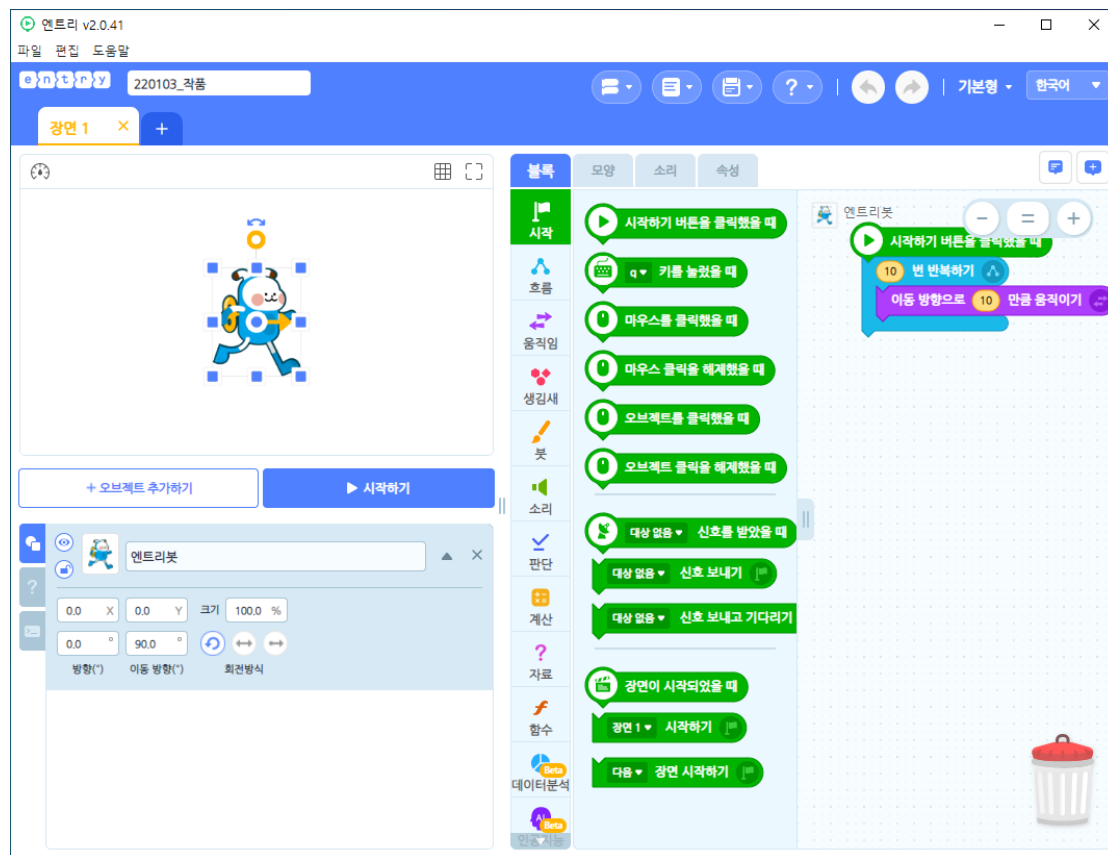 엔트리 v2.0.41
파일 편집 도움말
entry 220103_작품 ? 기본형 한국어
장면 1 × +
블록 모양 소리 속성
시작
흐름
움직임
생김새
붓
소리
판단
계산
자료
함수
데이터분석 Beta
인공지능 AI Beta
시작하기 버튼을 클릭했을 때
q 키를 눌렀을 때
마우스를 클릭했을 때
마우스 클릭을 해제했을 때
오브젝트를 클릭했을 때
오브젝트 클릭을 해제했을 때
대상 없음 신호를 받았을 때
대상 없음 신호 보내기
대상 없음 신호 보내고 기다리기
장면이 시작되었을 때
장면 1 시작하기
다음 장면 시작하기
엔트리봇
시작하기 버튼을 클릭했을 때
10 번 반복하기
이동 방향으로 10 만큼 움직이기
+ 오브젝트 추가하기 시작하기
엔트리봇
0.0 X 0.0 Y 크기 100.0 %
0.0 ° 90.0 °
방향(°) 이동 방향(°) 회전방식